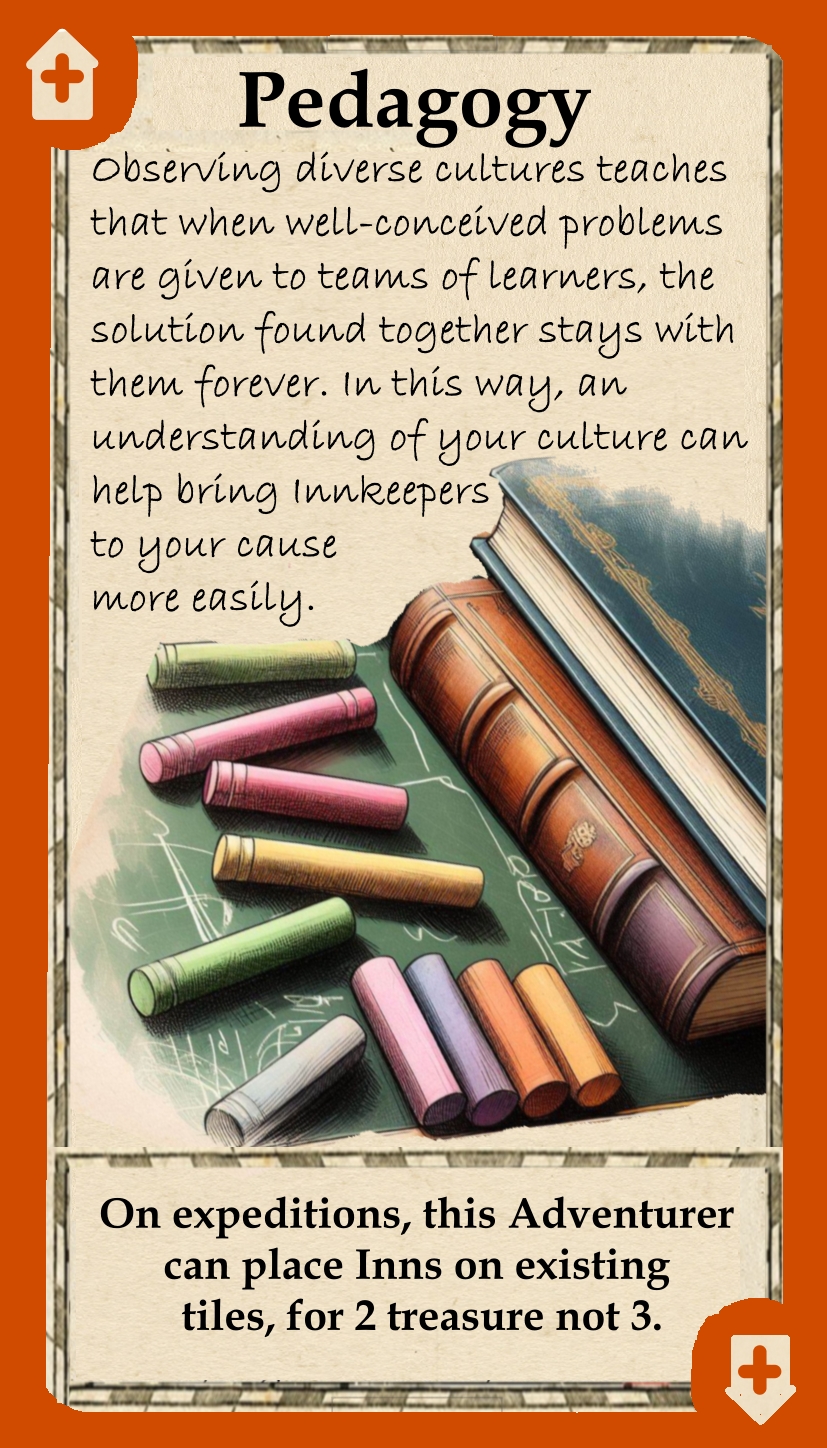 Pedagogy
Observing diverse cultures teaches
that when well-conceived problems
are given to teams of learners, the
solution found together stays with
them forever. In this way, an
understanding of your culture can
help bring Innkeepers
to your cause
more easily.
On expeditions, this Adventurer
can place Inns on existing
tiles, for 2 treasure not 3.